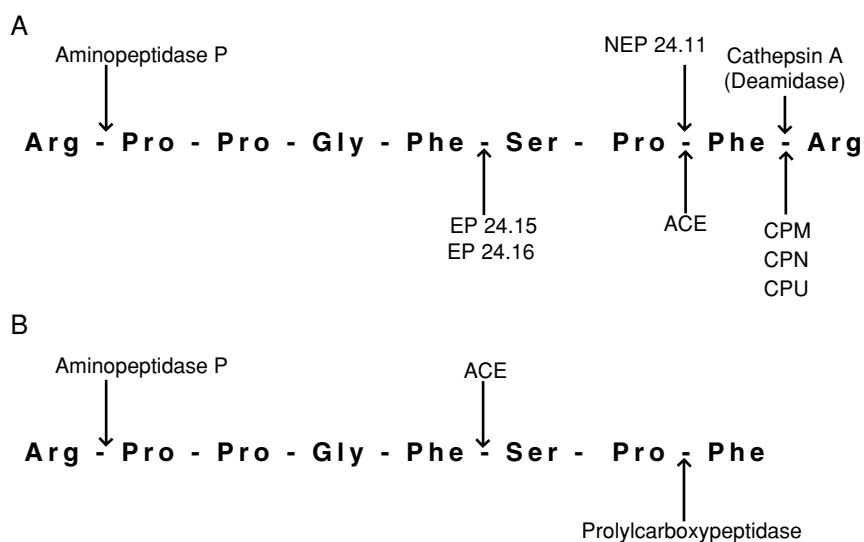 A
Aminopeptidase P
NEP 24.11
Cathepsin A
(Deamidase)
Arg - Pro - Pro - Gly - Phe - Ser - Pro - Phe - Arg
EP 24.15
EP 24.16
ACE
CPM
CPN
CPU
B
Aminopeptidase P
ACE
Arg - Pro - Pro - Gly - Phe - Ser - Pro - Phe
Prolylcarboxypeptidase